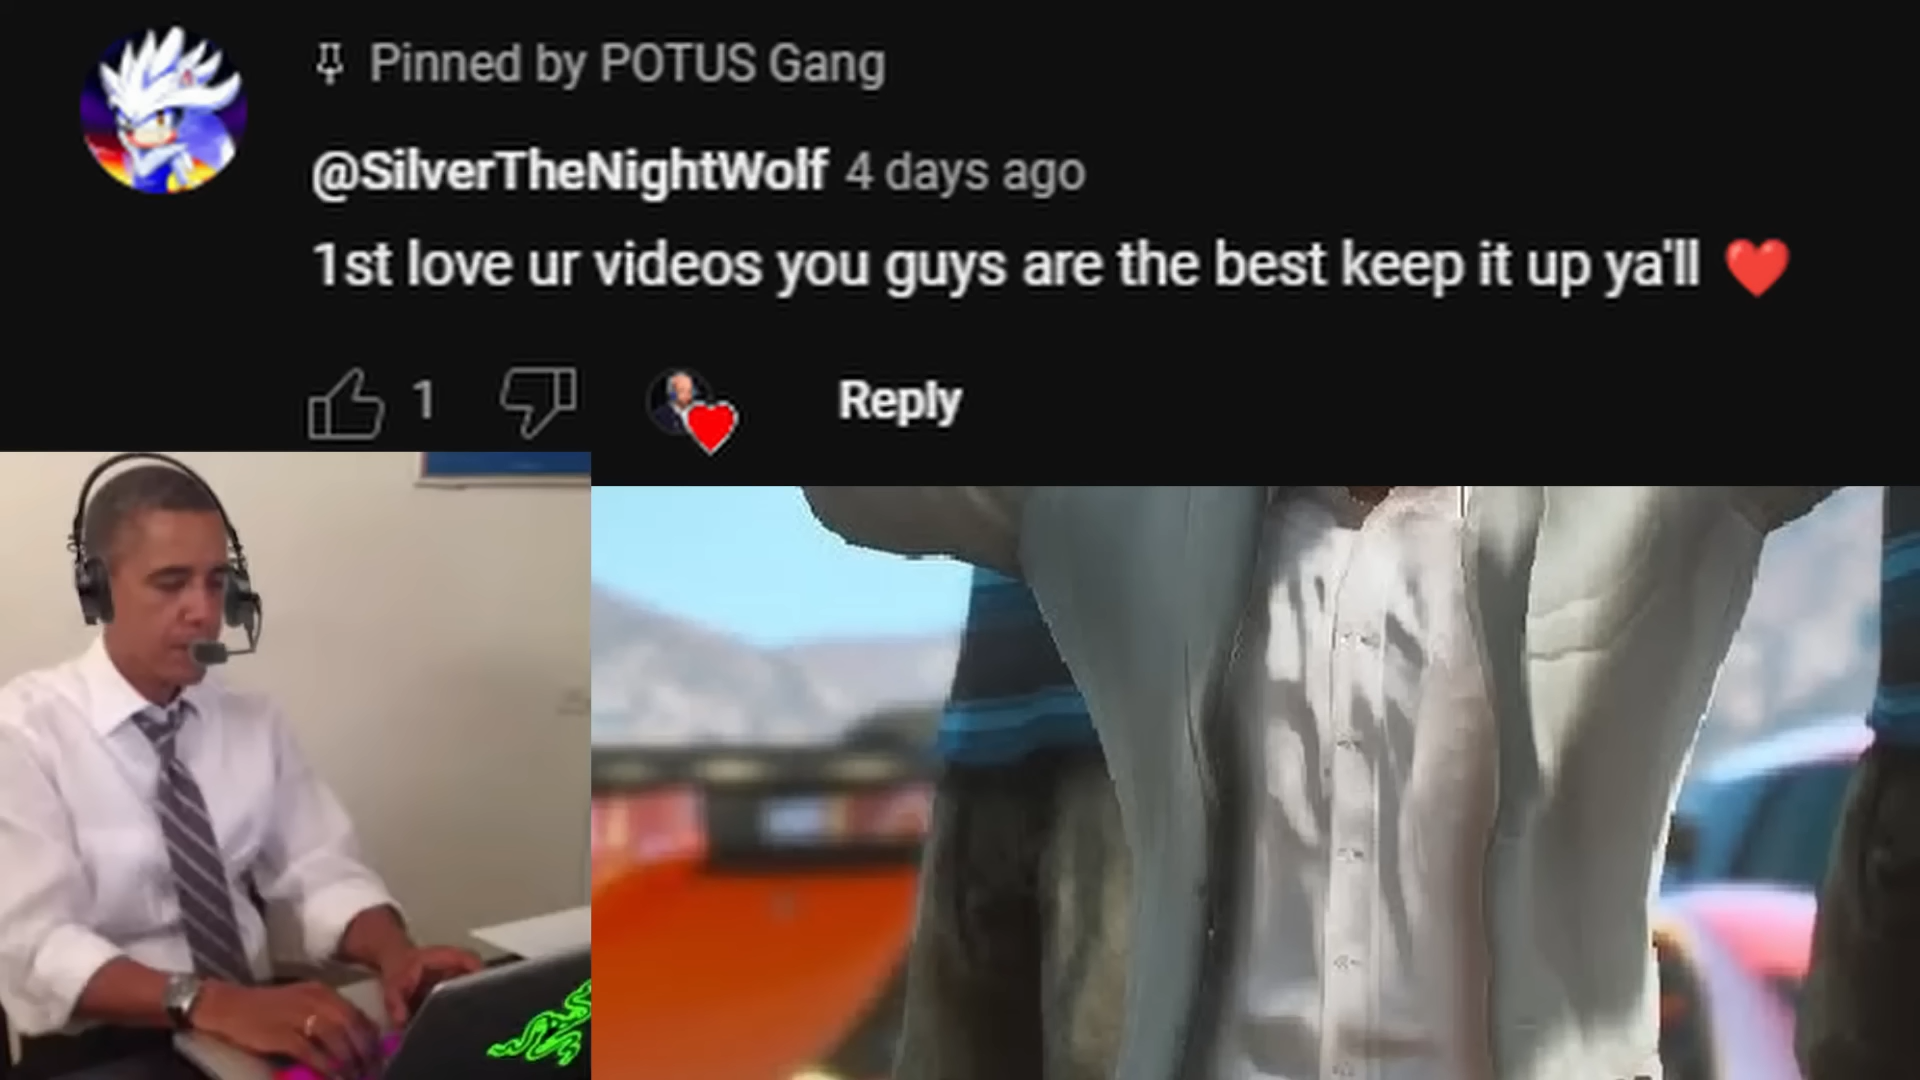 Pinned by POTUS Gang
@SilverTheNightWolf 4 days ago
1st love ur videos you guys are the best keep it up ya'll ❤️
1 Reply